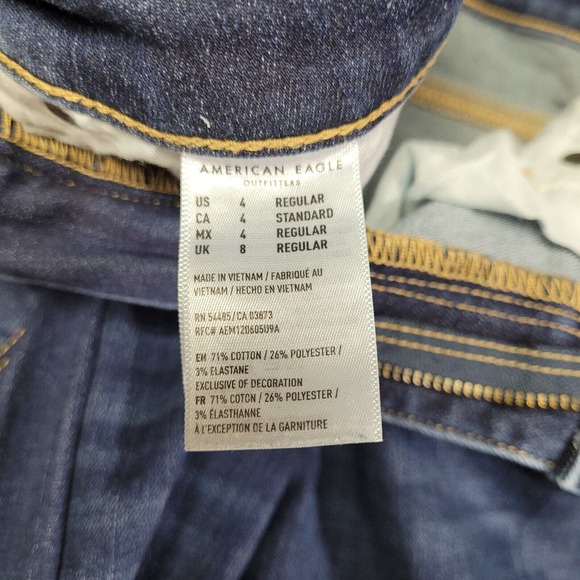 AMERICAN EAGLE
OUTFITTERS
US 4 REGULAR
CA 4 STANDARD
MX 4 REGULAR
UK 8 REGULAR
MADE IN VIETNAM / FABRIQUÉ AU
VIETNAM / HECHO EN VIETNAM
RN 54485/CA 03873
RFC# AEM120605U9A
EN 71% COTTON / 26% POLYESTER /
3% ELASTANE
EXCLUSIVE OF DECORATION
FR 71% COTON / 26% POLYESTER /
3% ÉLASTHANNE
À L'EXCEPTION DE LA GARNITURE